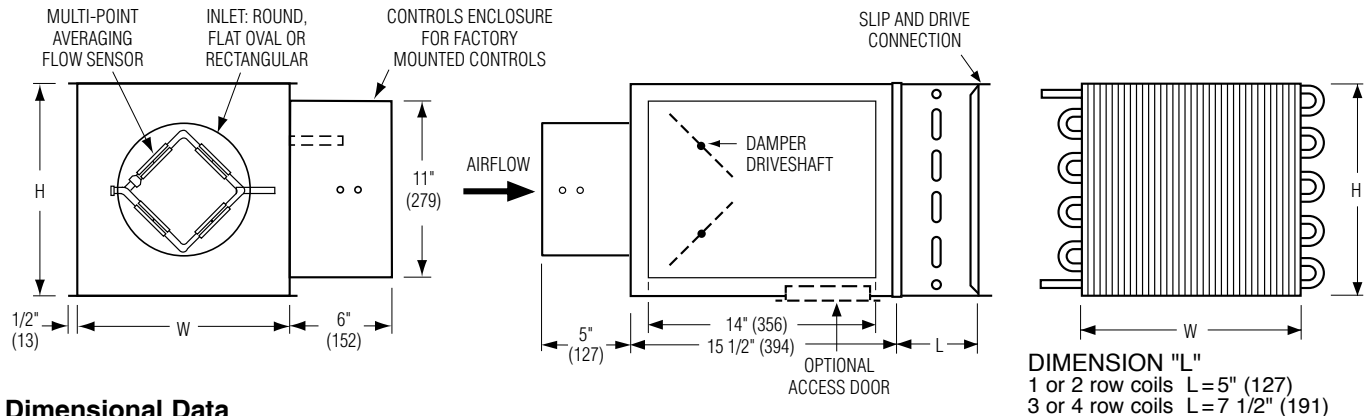 MULTI-POINT
AVERAGING
FLOW SENSOR
INLET: ROUND,
FLAT OVAL OR
RECTANGULAR
CONTROLS ENCLOSURE
FOR FACTORY
MOUNTED CONTROLS
SLIP AND DRIVE
CONNECTION
H
11"
(279)
AIRFLOW
DAMPER
DRIVESHAFT
H
1/2"
(13)
W
6"
(152)
5"
(127)
14" (356)
15 1/2" (394)
L
OPTIONAL
ACCESS DOOR
W
DIMENSION "L"
1 or 2 row coils L=5" (127)
3 or 4 row coils L=7 1/2" (191)
Dimensional Data